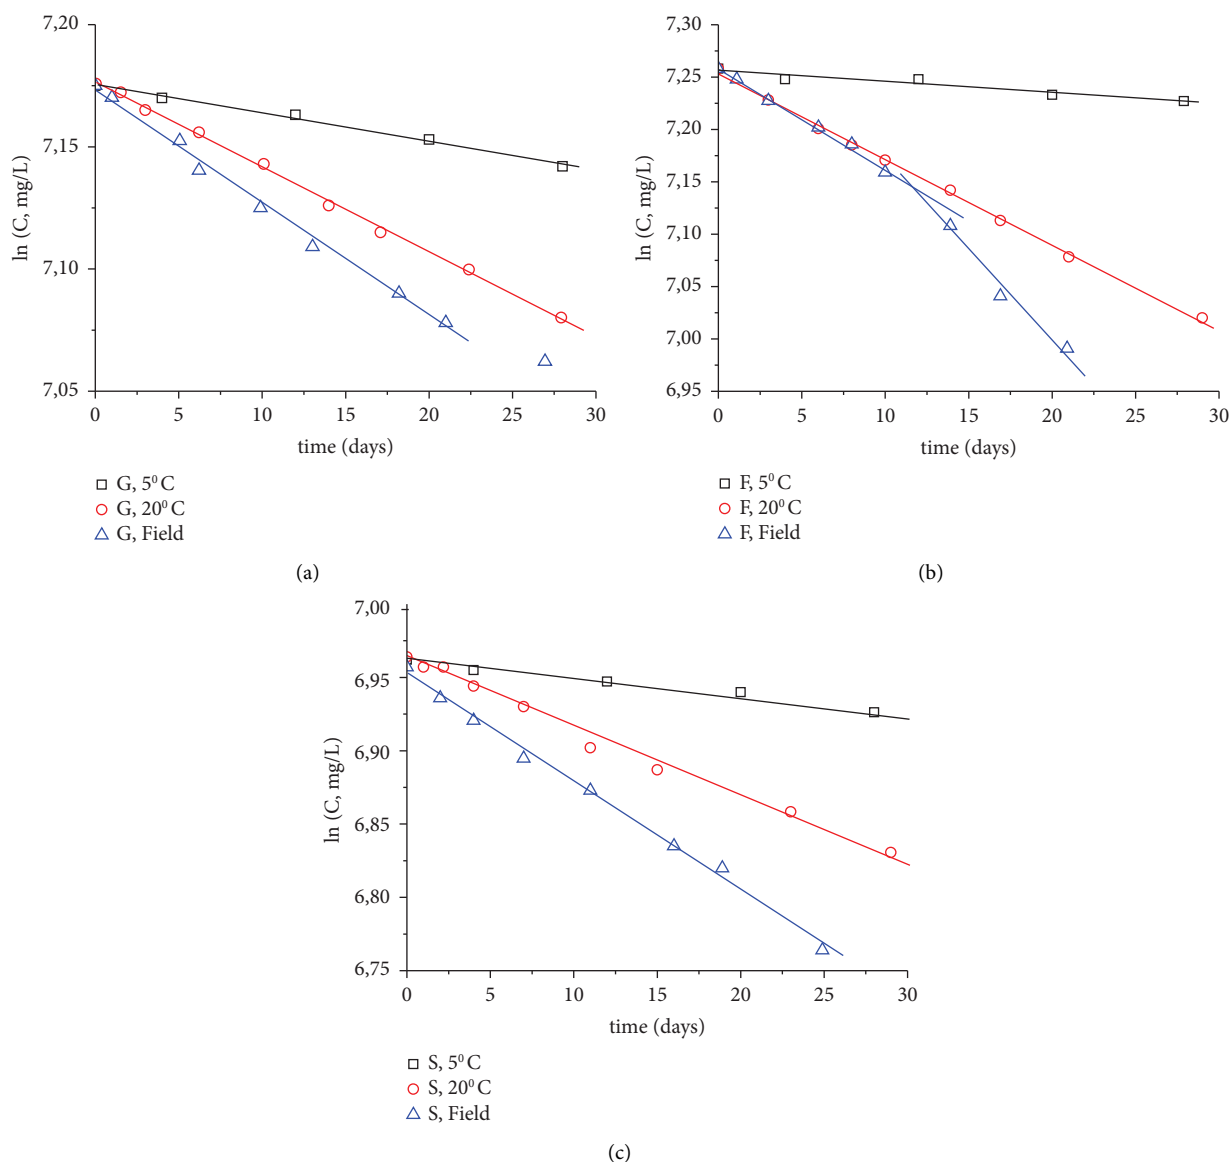 7,20
7,15
7,10
7,05
ln (C, mg/L)
0 5 10 15 20 25 30
time (days)
G, 5⁰ C
G, 20⁰ C
G, Field
(a)
7,30
7,25
7,20
7,15
7,10
7,05
7,00
6,95
ln (C, mg/L)
0 5 10 15 20 25 30
time (days)
F, 5⁰ C
F, 20⁰ C
F, Field
(b)
7,00
6,95
6,90
6,85
6,80
6,75
ln (C, mg/L)
0 5 10 15 20 25 30
time (days)
S, 5⁰ C
S, 20⁰ C
S, Field
(c)